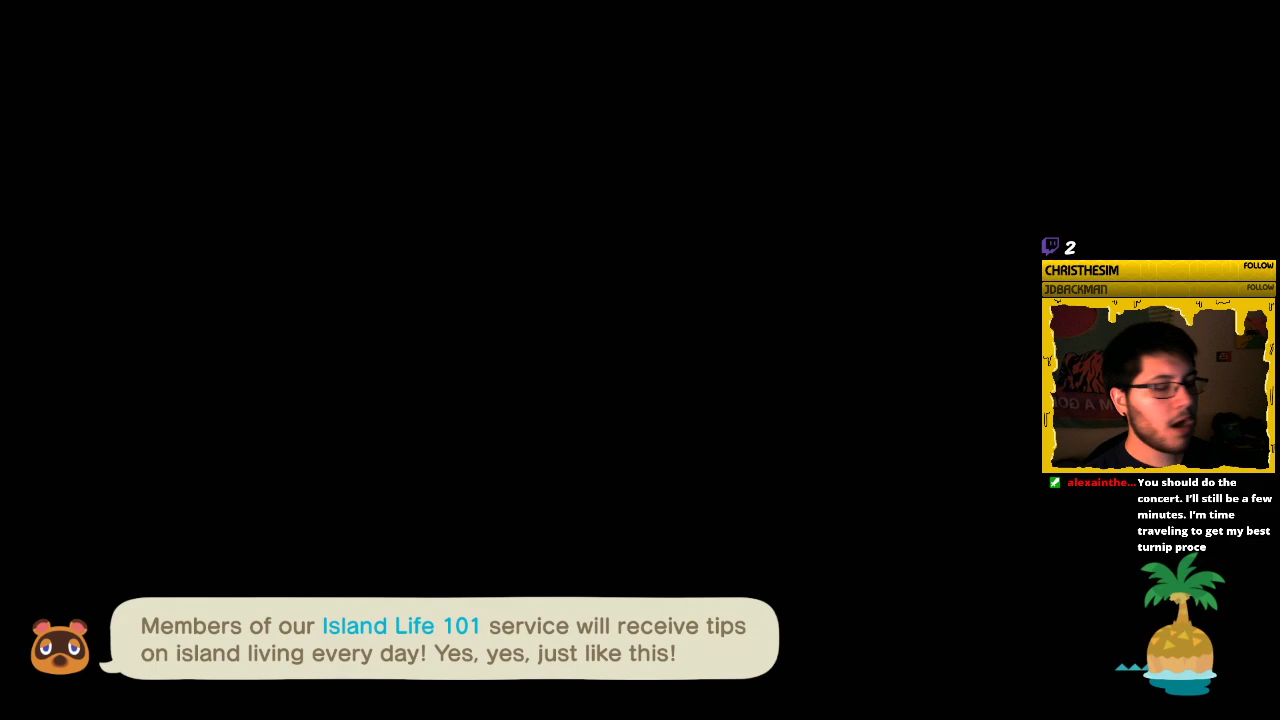 2
CHRISTHESIM FOLLOW
JDBACKMAN FOLLOW
alexainthe... You should do the
concert. I'll still be a few
minutes. I'm time
traveling to get my best
turnip proce
Members of our Island Life 101 service will receive tips
on island living every day! Yes, yes, just like this!